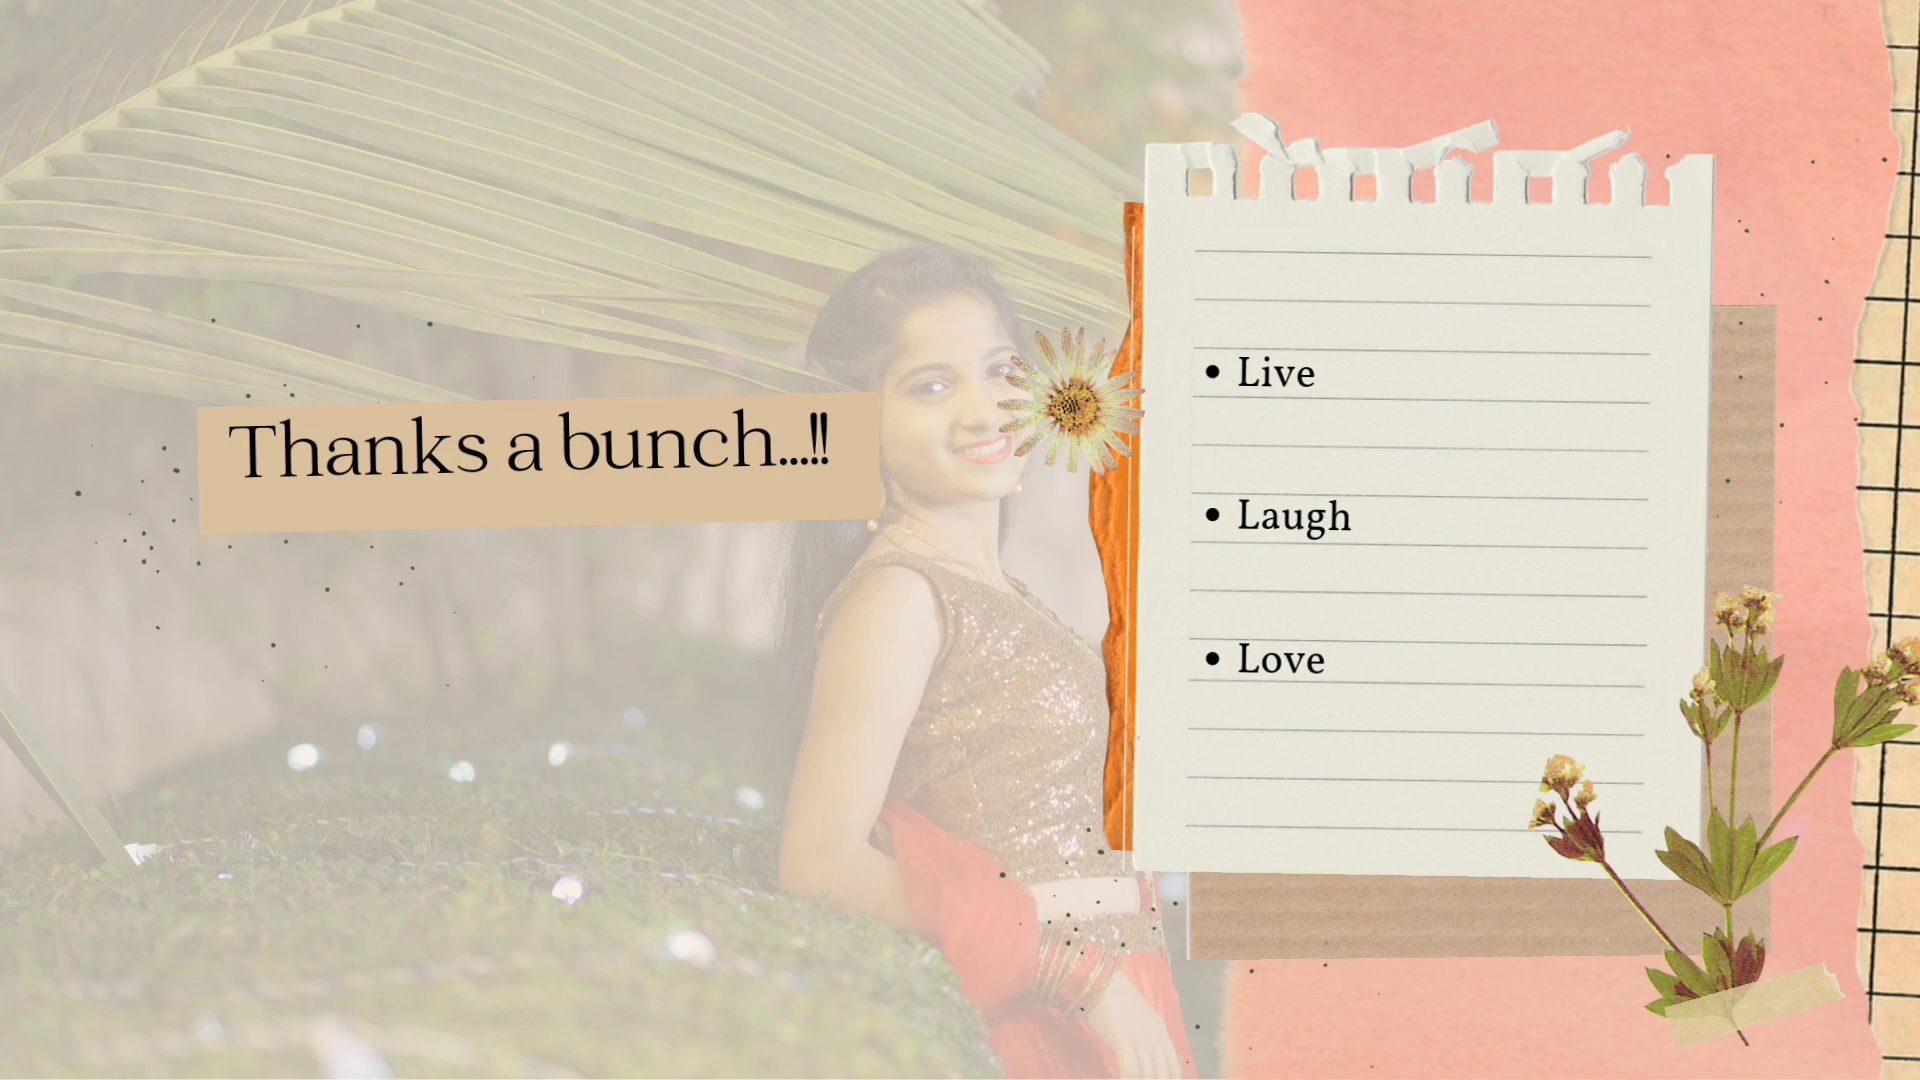 Thanks a bunch...!!
• Live
• Laugh
• Love